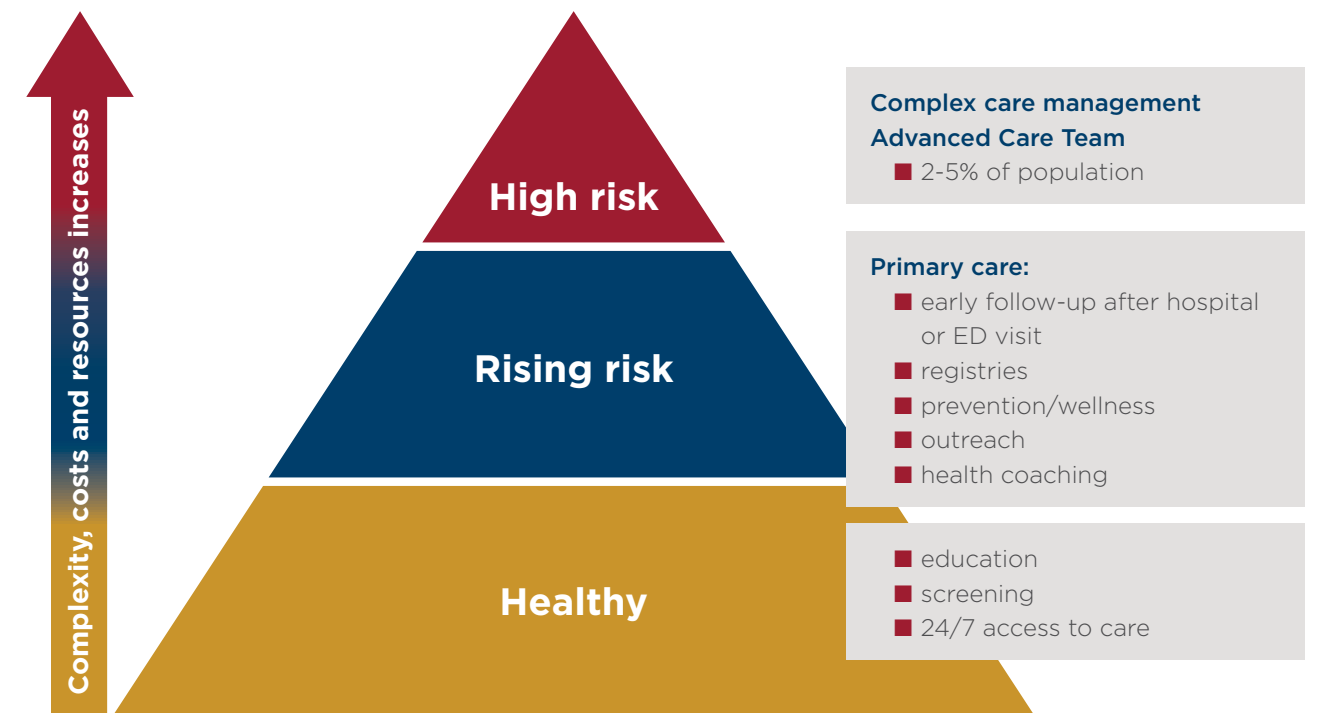 Complexity, costs and resources increases
High risk
Rising risk
Healthy
Complex care management
Advanced Care Team
2-5% of population
Primary care:
early follow-up after hospital
or ED visit
registries
prevention/wellness
outreach
health coaching
education
screening
24/7 access to care